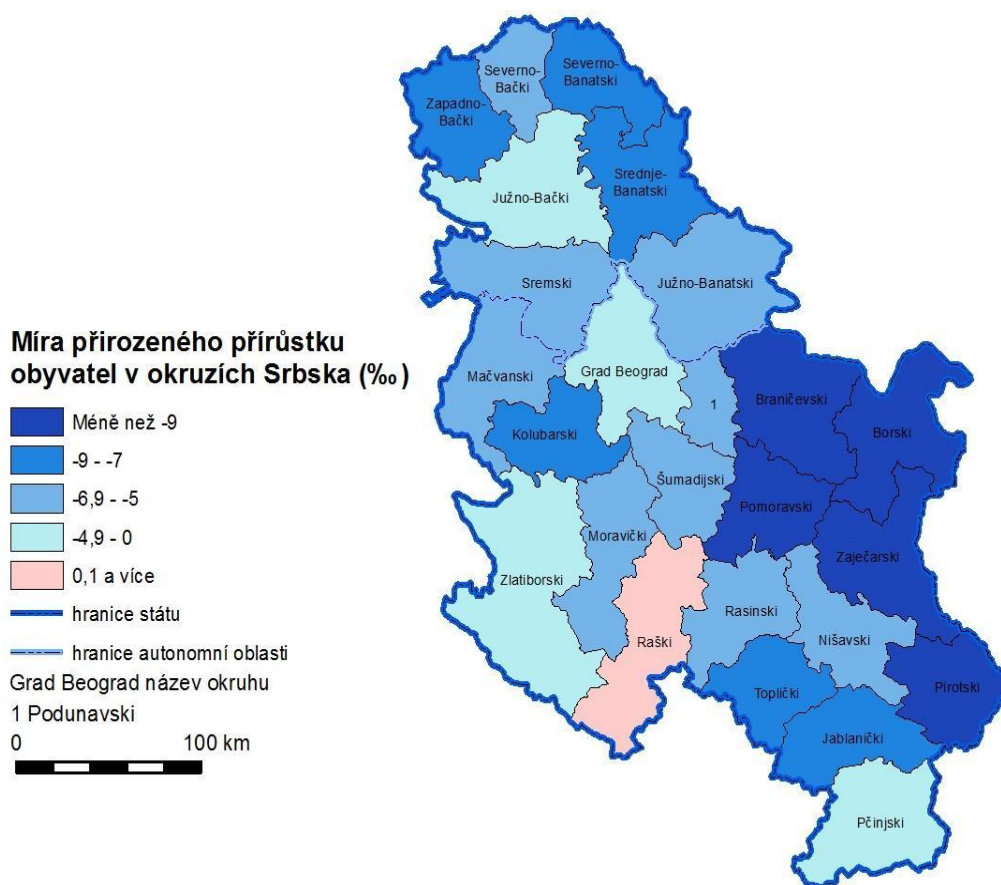 Severno-
Bački
Severno-
Banatski
Zapadno-
Bački
Južno-Bački
Srednje-
Banatski
Sremski
Južno-Banatski
Míra přirozeného přírůstku
obyvatel v okruzích Srbska (‰)
Méně než -9
-9 - -7
-6,9 - -5
-4,9 - 0
0,1 a více
hranice státu
hranice autonomní oblasti
Grad Beograd název okruhu
1 Podunavski
0 100 km
Mačvanski
Grad Beograd
1
Braničevski
Borski
Kolubarski
Šumadijski
Pomoravski
Moravički
Zaječarski
Zlatiborski
Rasinski
Raški
Nišavski
Pirotski
Toplički
Jablanički
Pčinjski